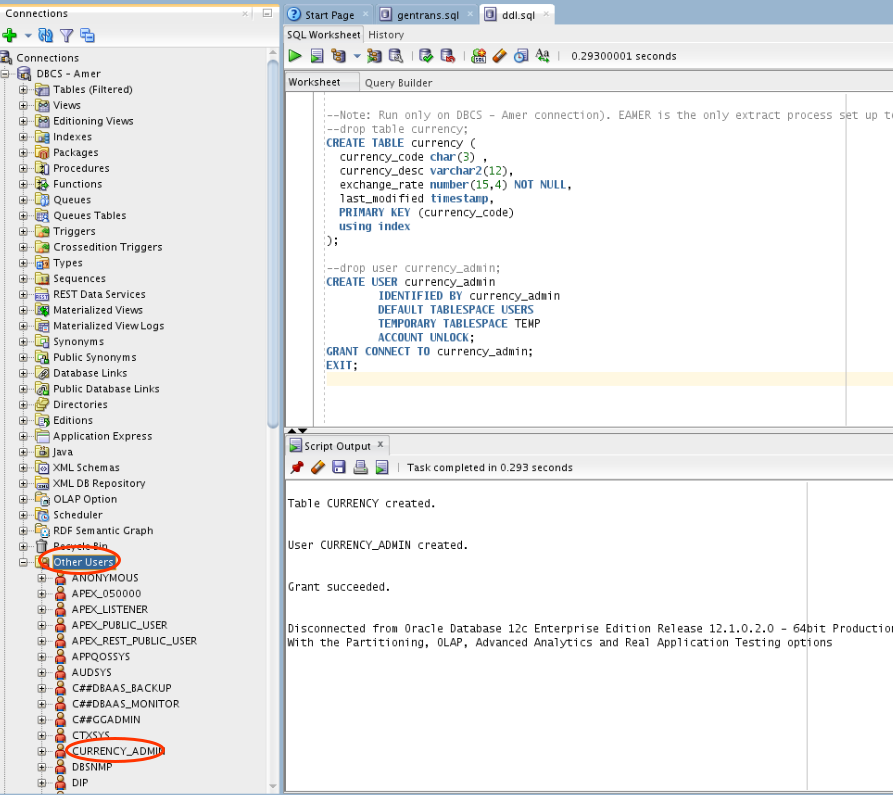 Connections
Connections
DBCS - Amer
Tables (Filtered)
Views
Editioning Views
Indexes
Packages
Procedures
Functions
Queues
Queues Tables
Triggers
Crossedition Triggers
Types
Sequences
REST Data Services
Materialized Views
Materialized View Logs
Synonyms
Public Synonyms
Database Links
Public Database Links
Directories
Editions
Application Express
Java
XML Schemas
XML DB Repository
OLAP Option
Scheduler
RDF Semantic Graph
Recycle Bin
Other Users
ANONYMOUS
APEX_050000
APEX_LISTENER
APEX_PUBLIC_USER
APEX_REST_PUBLIC_USER
APPQOSSYS
AUDSYS
C##DBAAS_BACKUP
C##DBAAS_MONITOR
C##GGADMIN
CTXSYS
CURRENCY_ADMIN
DBSNMP
DIP
Start Page gentrans.sql ddl.sql
SQL Worksheet History
0.29300001 seconds
Worksheet Query Builder
--Note: Run only on DBCS - Amer connection). EAMER is the only extract process set up to
--drop table currency;
CREATE TABLE currency (
currency_code char(3) ,
currency_desc varchar2(12),
exchange_rate number(15,4) NOT NULL,
last_modified timestamp,
PRIMARY KEY (currency_code)
using index
);
--drop user currency_admin;
CREATE USER currency_admin
IDENTIFIED BY currency_admin
DEFAULT TABLESPACE USERS
TEMPORARY TABLESPACE TEMP
ACCOUNT UNLOCK;
GRANT CONNECT TO currency_admin;
EXIT;
Script Output x
Task completed in 0.293 seconds
Table CURRENCY created.
User CURRENCY_ADMIN created.
Grant succeeded.
Disconnected from Oracle Database 12c Enterprise Edition Release 12.1.0.2.0 - 64bit Production
With the Partitioning, OLAP, Advanced Analytics and Real Application Testing options